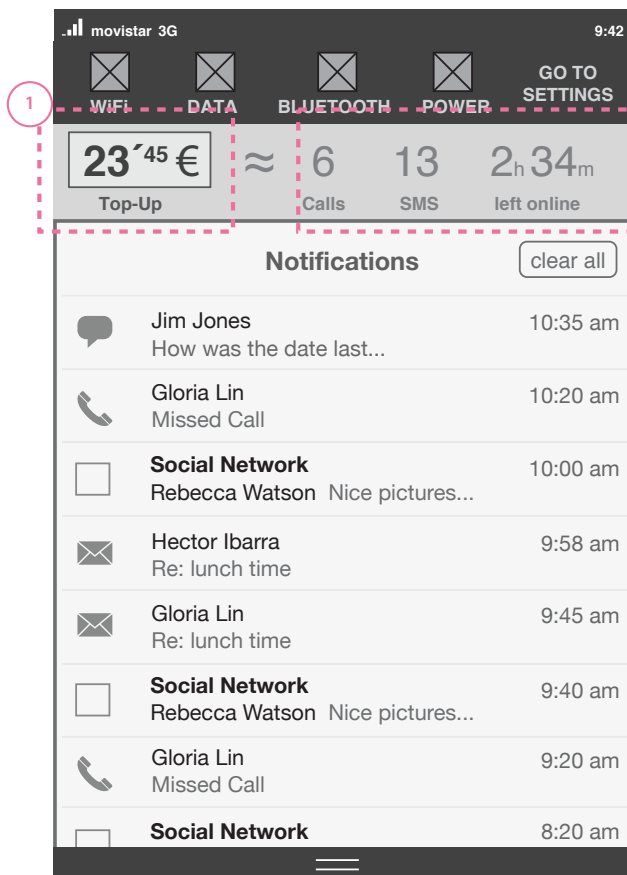 movistar 3G 9:42
WiFi DATA BLUETOOTH POWER GO TO SETTINGS
1
23´45 € ≈ 6 13 2h 34m
Top-Up Calls SMS left online
Notifications clear all
Jim Jones 10:35 am
How was the date last...
Gloria Lin 10:20 am
Missed Call
Social Network 10:00 am
Rebecca Watson Nice pictures...
Hector Ibarra 9:58 am
Re: lunch time
Gloria Lin 9:45 am
Re: lunch time
Social Network 9:40 am
Rebecca Watson Nice pictures...
Gloria Lin 9:20 am
Missed Call
Social Network 8:20 am